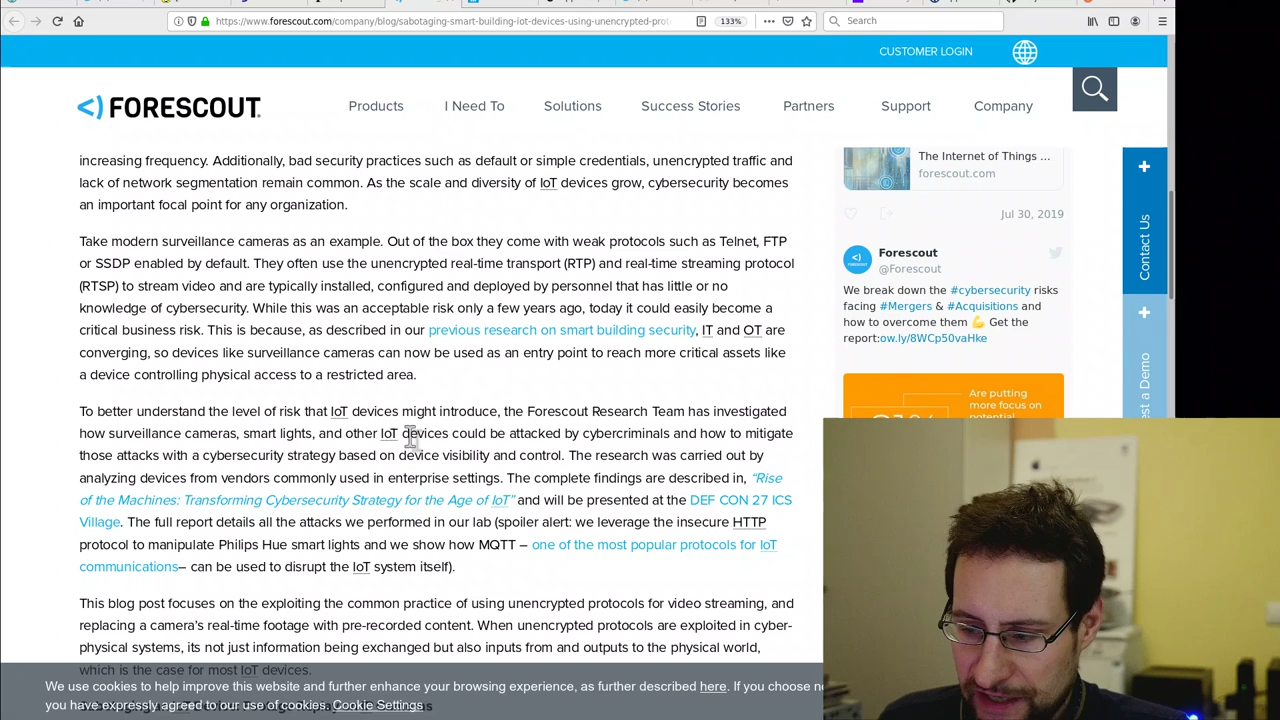 https://www.forescout.com/company/blog/sabotaging-smart-building-iot-devices-using-unencrypted-prot
133%
Search
CUSTOMER LOGIN
<) FORESCOUT.
Products
I Need To
Solutions
Success Stories
Partners
Support
Company
increasing frequency. Additionally, bad security practices such as default or simple credentials, unencrypted traffic and
lack of network segmentation remain common. As the scale and diversity of IoT devices grow, cybersecurity becomes
an important focal point for any organization.
Take modern surveillance cameras as an example. Out of the box they come with weak protocols such as Telnet, FTP
or SSDP enabled by default. They often use the unencrypted real-time transport (RTP) and real-time streaming protocol
(RTSP) to stream video and are typically installed, configured and deployed by personnel that has little or no
knowledge of cybersecurity. While this was an acceptable risk only a few years ago, today it could easily become a
critical business risk. This is because, as described in our previous research on smart building security, IT and OT are
converging, so devices like surveillance cameras can now be used as an entry point to reach more critical assets like
a device controlling physical access to a restricted area.
To better understand the level of risk that IoT devices might introduce, the Forescout Research Team has investigated
how surveillance cameras, smart lights, and other IoT devices could be attacked by cybercriminals and how to mitigate
those attacks with a cybersecurity strategy based on device visibility and control. The research was carried out by
analyzing devices from vendors commonly used in enterprise settings. The complete findings are described in, “Rise
of the Machines: Transforming Cybersecurity Strategy for the Age of IoT” and will be presented at the DEF CON 27 ICS
Village. The full report details all the attacks we performed in our lab (spoiler alert: we leverage the insecure HTTP
protocol to manipulate Philips Hue smart lights and we show how MQTT – one of the most popular protocols for IoT
communications– can be used to disrupt the IoT system itself).
This blog post focuses on the exploiting the common practice of using unencrypted protocols for video streaming, and
replacing a camera's real-time footage with pre-recorded content. When unencrypted protocols are exploited in cyber-
physical systems, its not just information being exchanged but also inputs from and outputs to the physical world,
which is the case for most IoT devices.
We use cookies to help improve this website and further enhance your browsing experience, as further described here. If you choose n
you have expressly agreed to our use of cookies. Cookie Settings
The Internet of Things ...
forescout.com
Jul 30, 2019
Forescout
@Forescout
We break down the #cybersecurity risks
facing #Mergers & #Acquisitions and
how to overcome them 💪 Get the
report:ow.ly/8WCp50vaHke
Are putting
more focus on
Contact Us
st a Demo